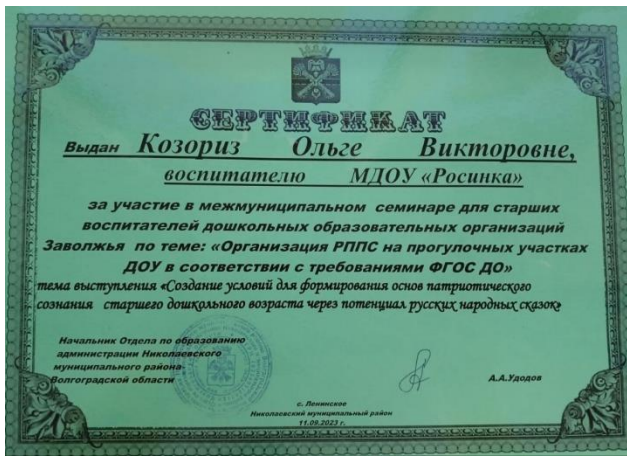 СЕРТИФИКАТ
Выдан Козориз Ольге Викторовне,
воспитателю МДОУ «Росинка»
за участие в межмуниципальном семинаре для старших
воспитателей дошкольных образовательных организаций
Заволжья по теме: «Организация РППС на прогулочных участках
ДОУ в соответствии с требованиями ФГОС ДО»
тема выступления «Создание условий для формирования основ патриотического
сознания старшего дошкольного возраста через потенциал русских народных сказок»
Начальник Отдела по образованию
администрации Николаевского
муниципального района
Волгоградской области
А.А.Удодов
с. Ленинское
Николаевский муниципальный район
11.09.2023 г.